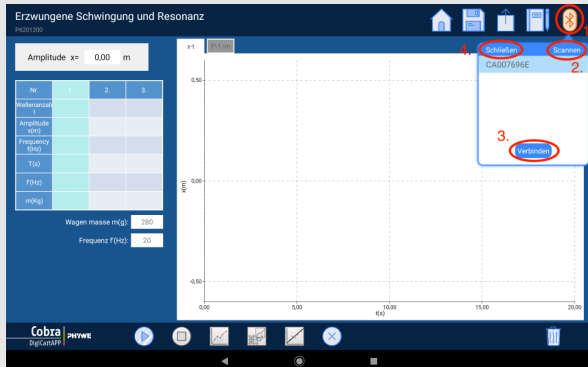 Erzwungene Schwingung und Resonanz
P6201200
1
Amplitude x= 0,00 m
x-t
F- f,m
4. Schließen Scannen
2.
CA007696E
3.
Verbinden
Nr. 1. 2. 3.
Wellenanzahl
Amplitude x(m)
Frequency f(Hz)
T(s)
f'(Hz)
m(Kg)
Wagen masse m(g): 280
Frequenz f'(Hz): 20
x(m)
0,50
0,00
-0,50
0,00 5,00 10,00 15,00 20,00
t(s)
Cobra PHYWE
DigiCartAPP